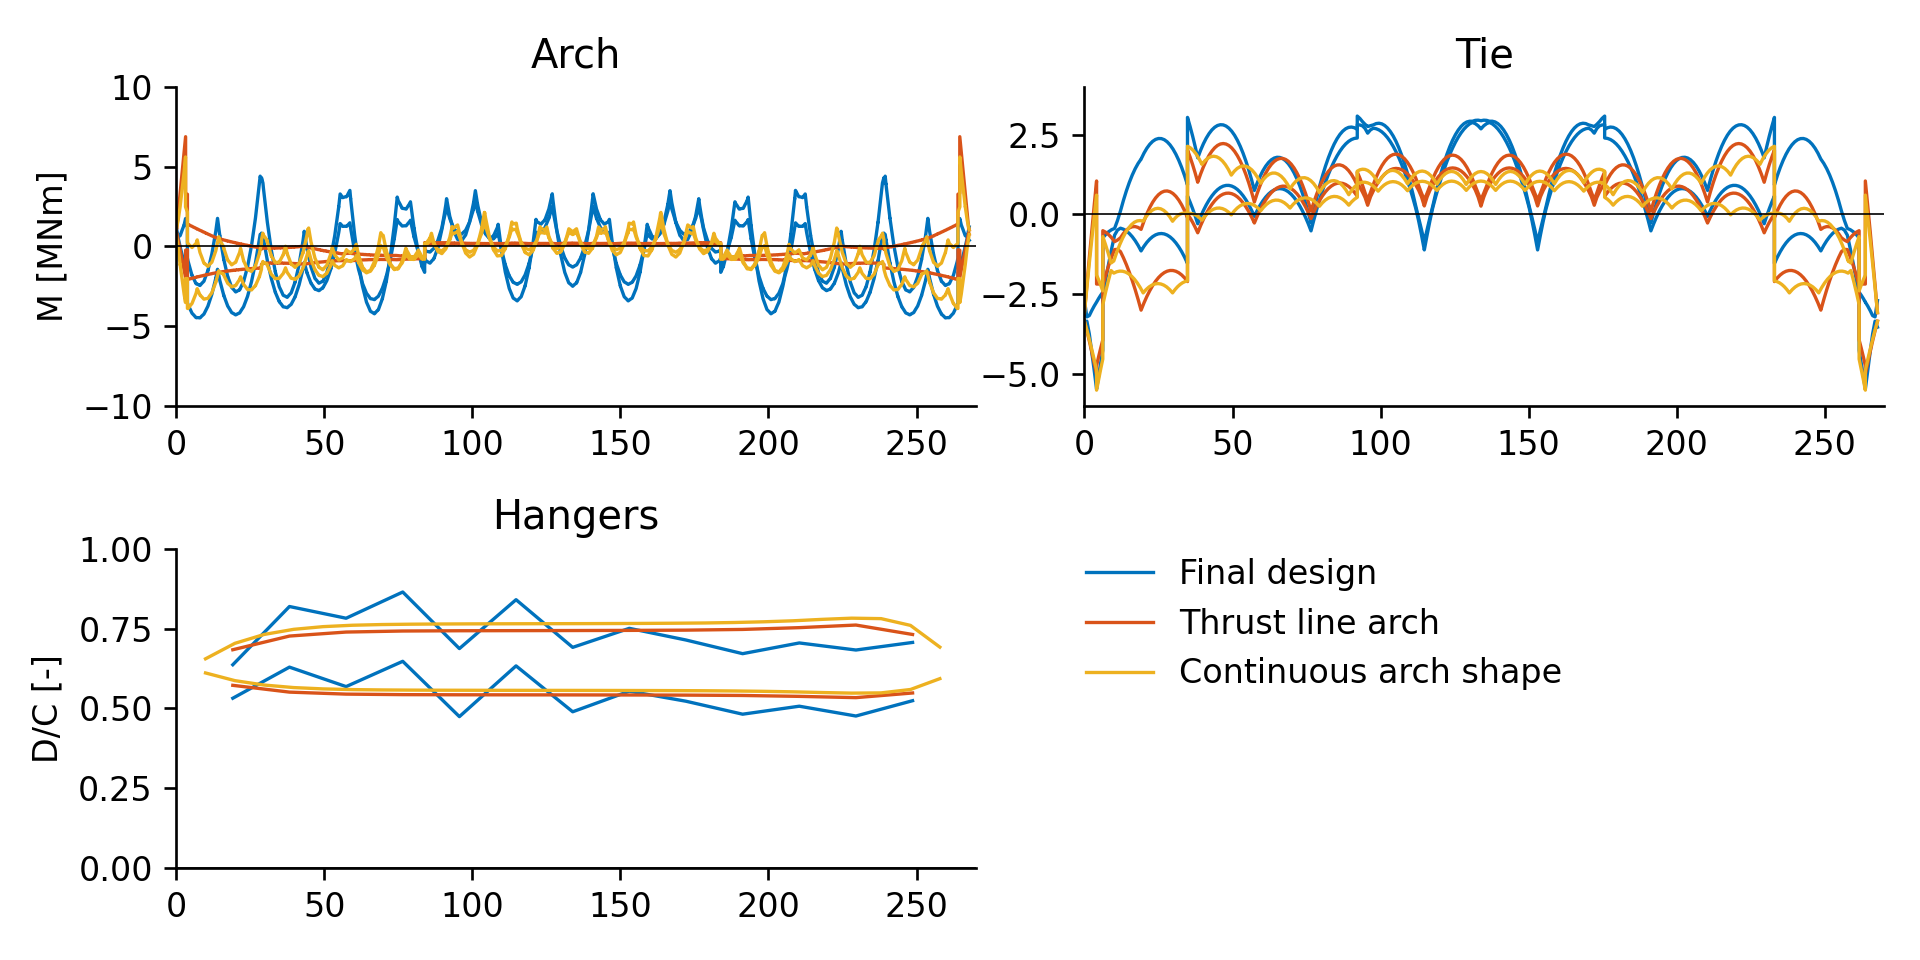 Arch
M [MNm]
10
5
0
−5
−10
0 50 100 150 200 250
Tie
2.5
0.0
−2.5
−5.0
0 50 100 150 200 250
Hangers
D/C [-]
1.00
0.75
0.50
0.25
0.00
0 50 100 150 200 250
Final design
Thrust line arch
Continuous arch shape